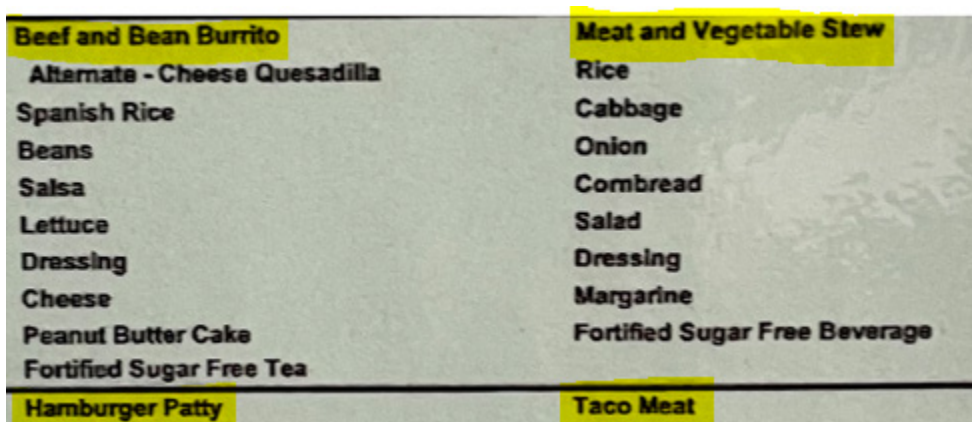 Beef and Bean Burrito
Alternate - Cheese Quesadilla
Spanish Rice
Beans
Salsa
Lettuce
Dressing
Cheese
Peanut Butter Cake
Fortified Sugar Free Tea
Meat and Vegetable Stew
Rice
Cabbage
Onion
Cornbread
Salad
Dressing
Margarine
Fortified Sugar Free Beverage
Hamburger Patty
Taco Meat